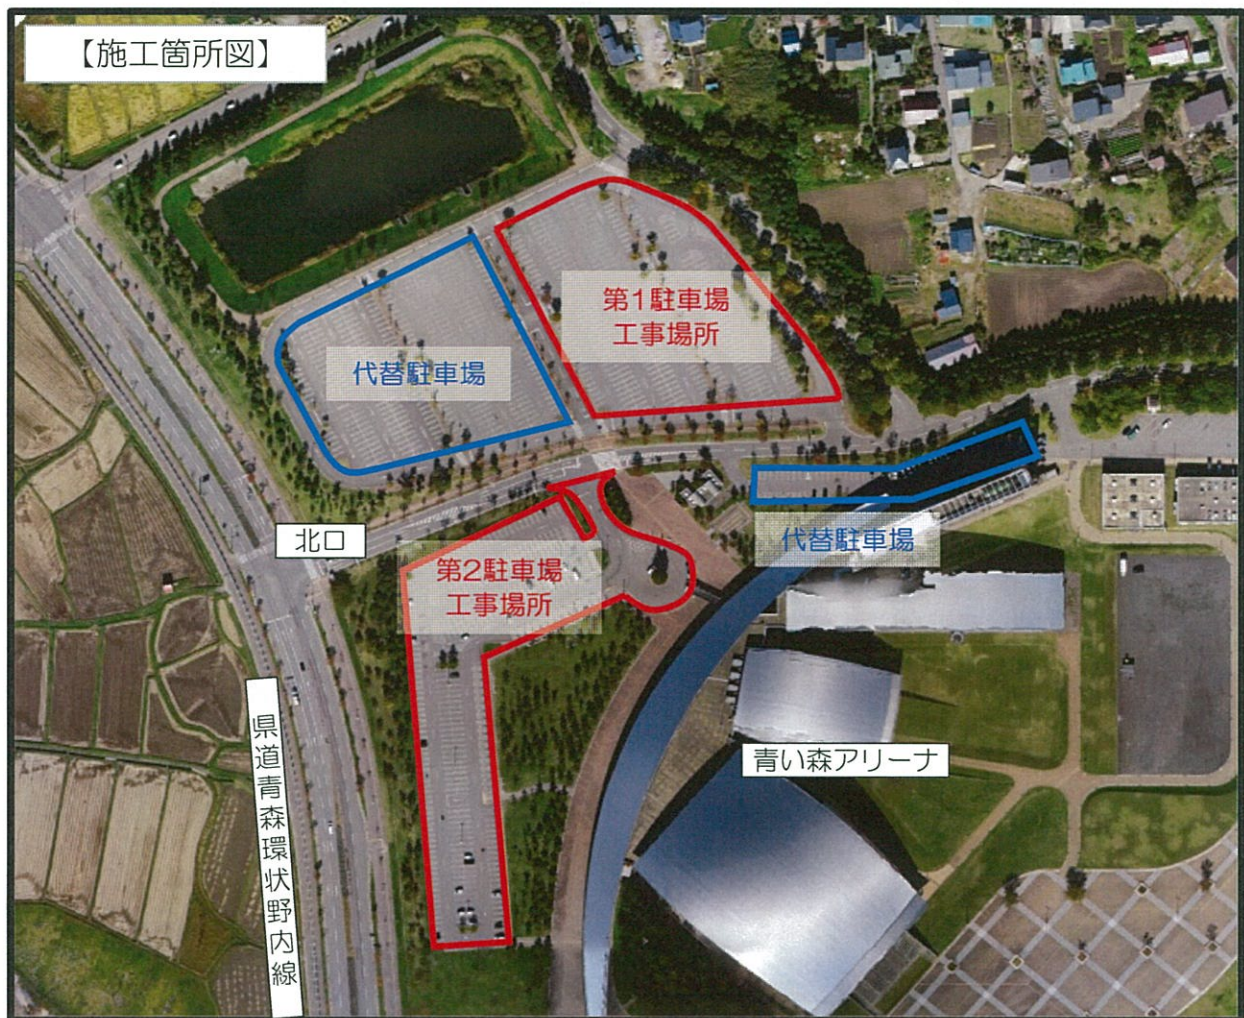 【施工箇所図】
第1駐車場
工事場所
代替駐車場
北口
代替駐車場
第2駐車場
工事場所
青い森アリーナ
県道青森環状野内線